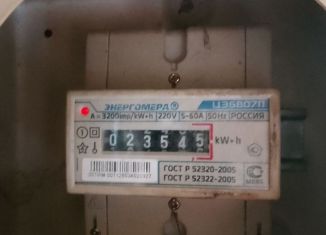 ЭНЕРГОМЕРА® ЦЭ6807П
A=3200imp/kW•h 220V 5-60A 50Hz РОССИЯ
023545 kW•h
ГОСТ Р 52320-2005
ГОСТ Р 52322-2005